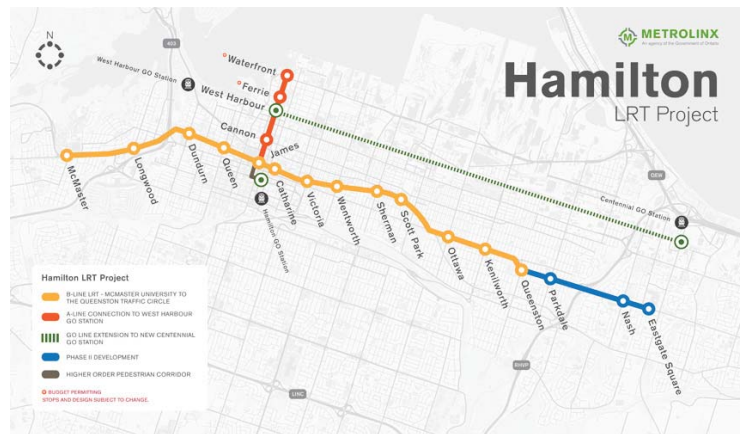 METROLINX
An agency of the Government of Ontario
Hamilton
LRT Project
N
403
West Harbour GO Station
Waterfront
Ferrie
West Harbour
Cannon
James
McMaster
Longwood
Dundurn
Queen
Catharine
Hamilton GO Station
Victoria
Wentworth
Sherman
Scott Park
Ottawa
Kenilworth
Queenston
Parkdale
Nash
Eastgate Square
QEW
Centennial GO Station
RHVP
LINC
Hamilton LRT Project
B-LINE LRT - MCMASTER UNIVERSITY TO
THE QUEENSTON TRAFFIC CIRCLE
A-LINE CONNECTION TO WEST HARBOUR
GO STATION
GO LINE EXTENSION TO NEW CENTENNIAL
GO STATION
PHASE II DEVELOPMENT
HIGHER ORDER PEDESTRIAN CORRIDOR
BUDGET PERMITTING
STOPS AND DESIGN SUBJECT TO CHANGE.